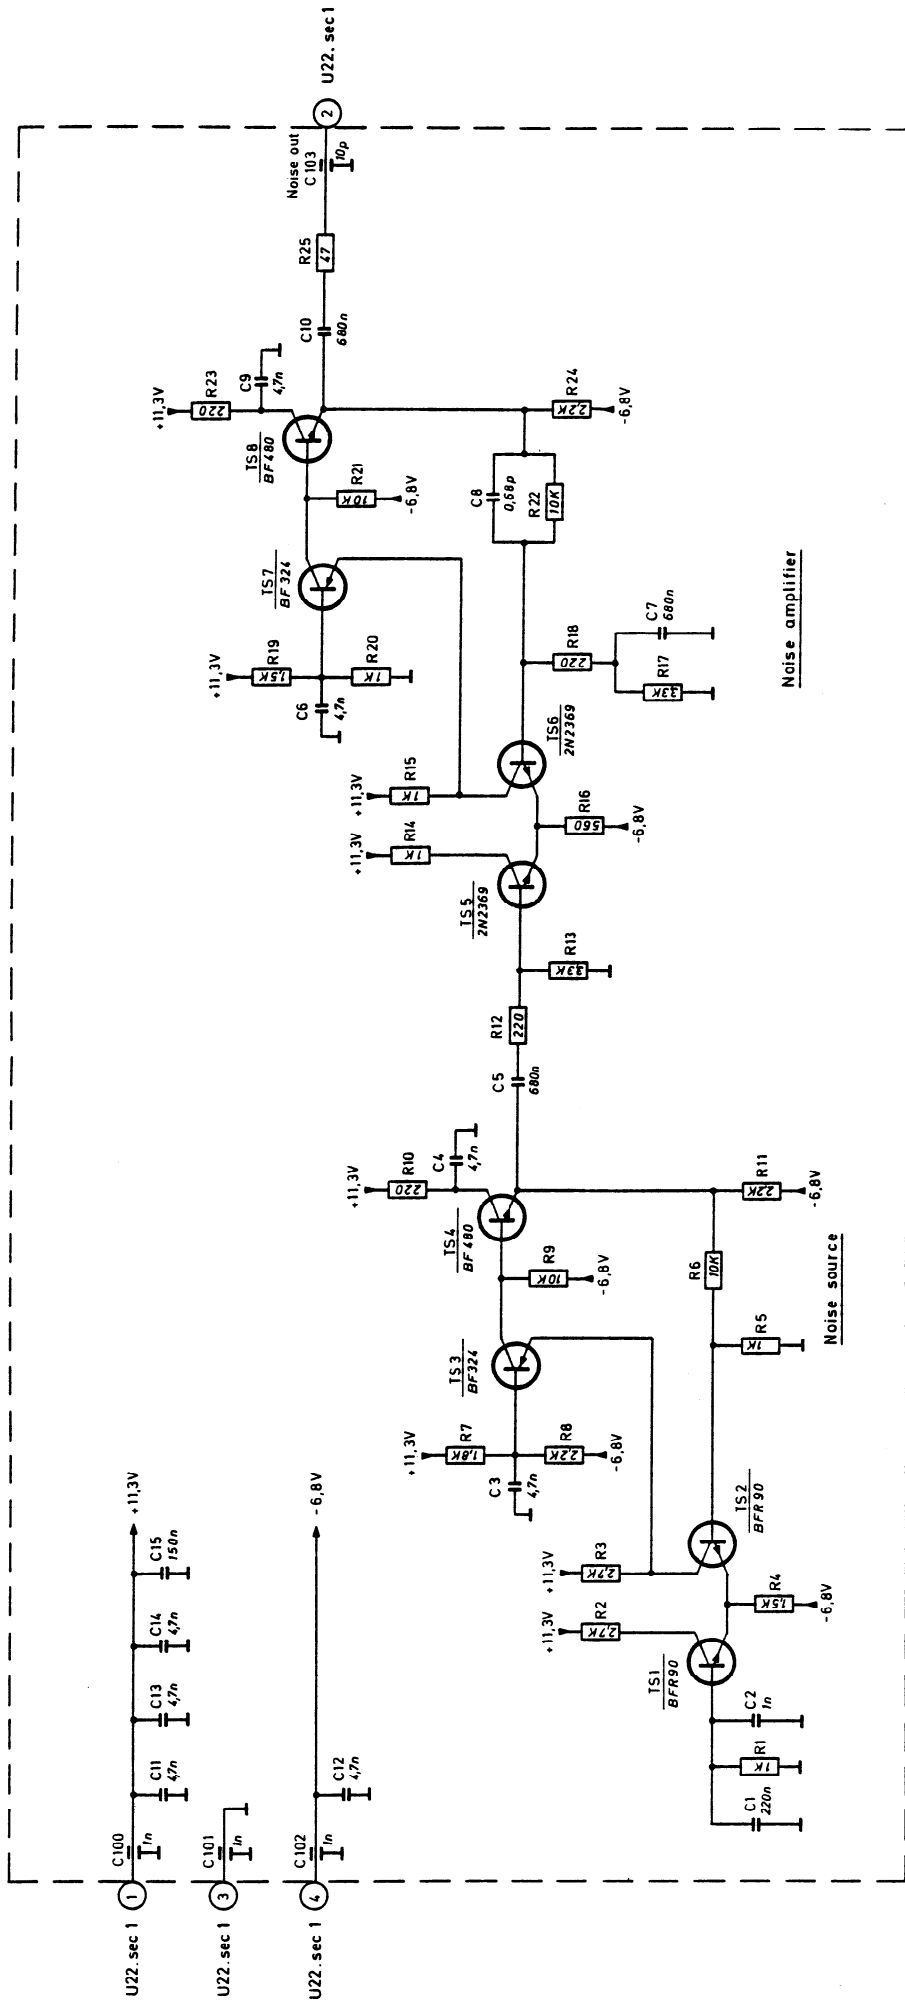 U22. sec 1
1
C100
1n
C11
4,7n
C13
4,7n
C14
4,7n
C15
150n
+11,3V
U22. sec 1
3
C101
1n
U22. sec 1
4
C102
1n
C12
4,7n
-6,8V
C1
220n
R1
1K
C2
1n
TS1
BFR90
+11,3V
R2
2,7K
+11,3V
R3
2,7K
R4
1,5K
-6,8V
TS2
BFR90
+11,3V
R7
1,8K
C3
4,7n
R8
2,2K
-6,8V
TS3
BF324
R9
10K
-6,8V
TS4
BF480
+11,3V
R10
220
C4
4,7n
R5
1K
R6
10K
R11
2,2K
-6,8V
Noise source
C5
680n
R12
220
R13
3,3K
TS5
2N2369
+11,3V
R14
1K
+11,3V
R15
1K
R16
560
-6,8V
TS6
2N2369
+11,3V
R19
1,5K
C6
4,7n
R20
1K
TS7
BF324
R21
10K
-6,8V
TS8
BF480
+11,3V
R23
220
C9
4,7n
R18
220
R17
3,3K
C7
680n
C8
0,68p
R22
10K
R24
2,2K
-6,8V
Noise amplifier
C10
680n
R25
47
Noise out
C103
10p
2
U22. sec 1